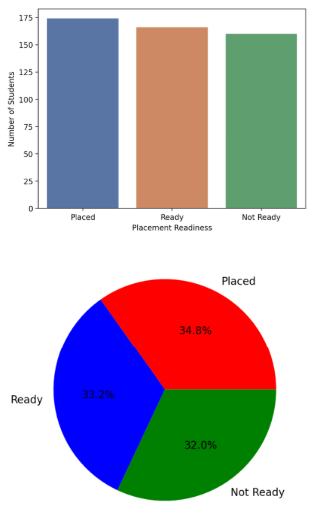 175
150
125
100
75
50
25
0
Number of Students
Placed Ready Not Ready
Placement Readiness
Placed
34.8%
Ready
33.2%
32.0%
Not Ready